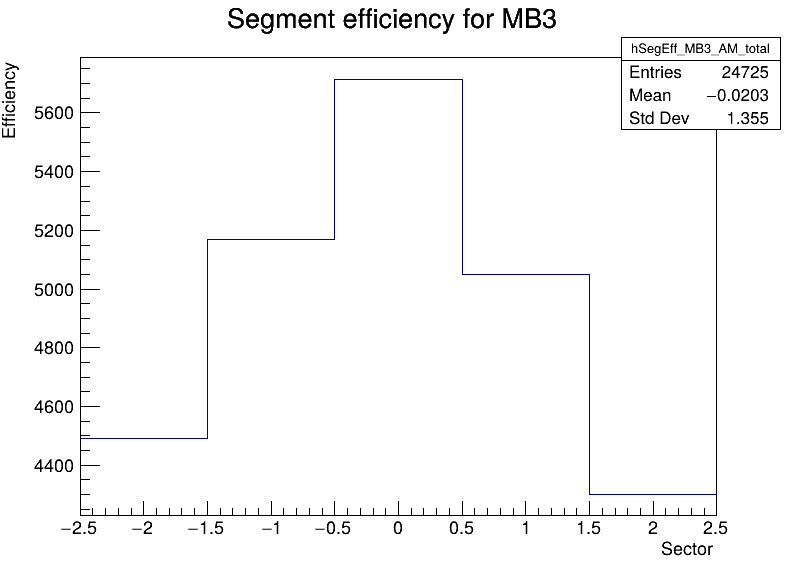 Segment efficiency for MB3
hSegEff_MB3_AM_total
Entries 24725
Mean −0.0203
Std Dev 1.355
Efficiency
5600
5400
5200
5000
4800
4600
4400
−2.5 −2 −1.5 −1 −0.5 0 0.5 1 1.5 2 2.5
Sector